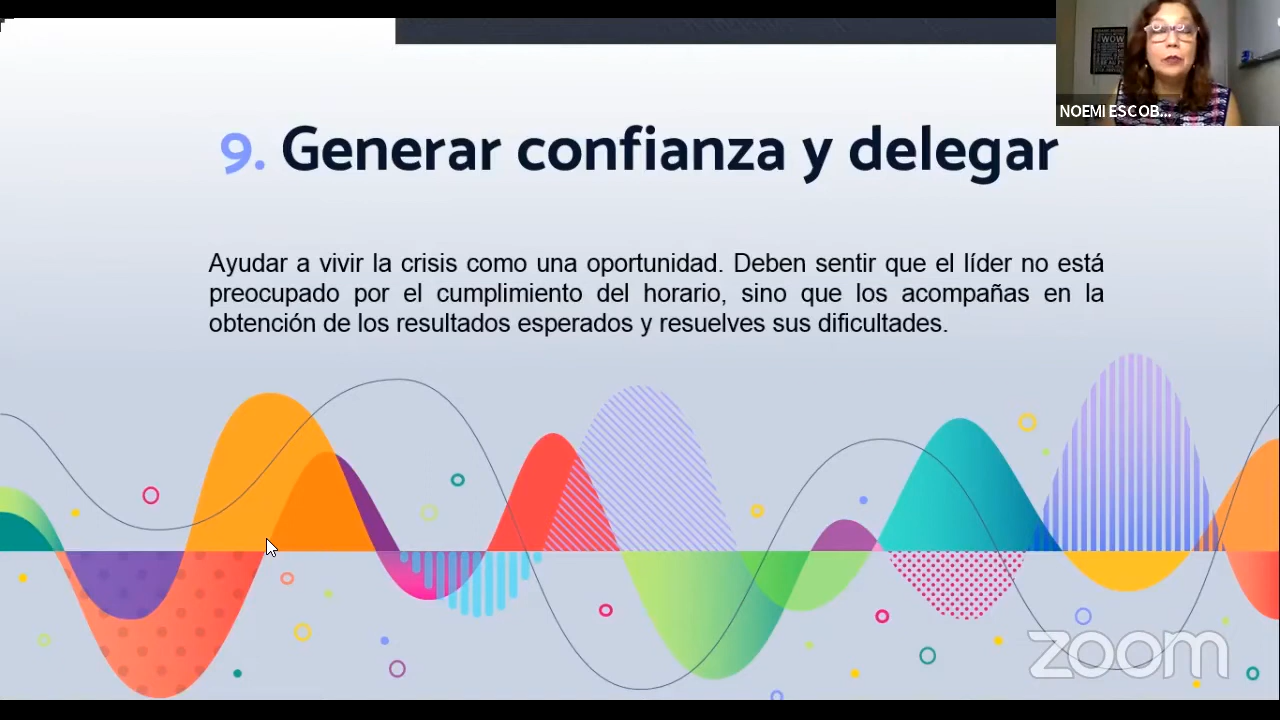 9. Generar confianza y delegar
Ayudar a vivir la crisis como una oportunidad. Deben sentir que el líder no está
preocupado por el cumplimiento del horario, sino que los acompañas en la
obtención de los resultados esperados y resuelves sus dificultades.
NOEMI ESCOB...
WOW
zoom